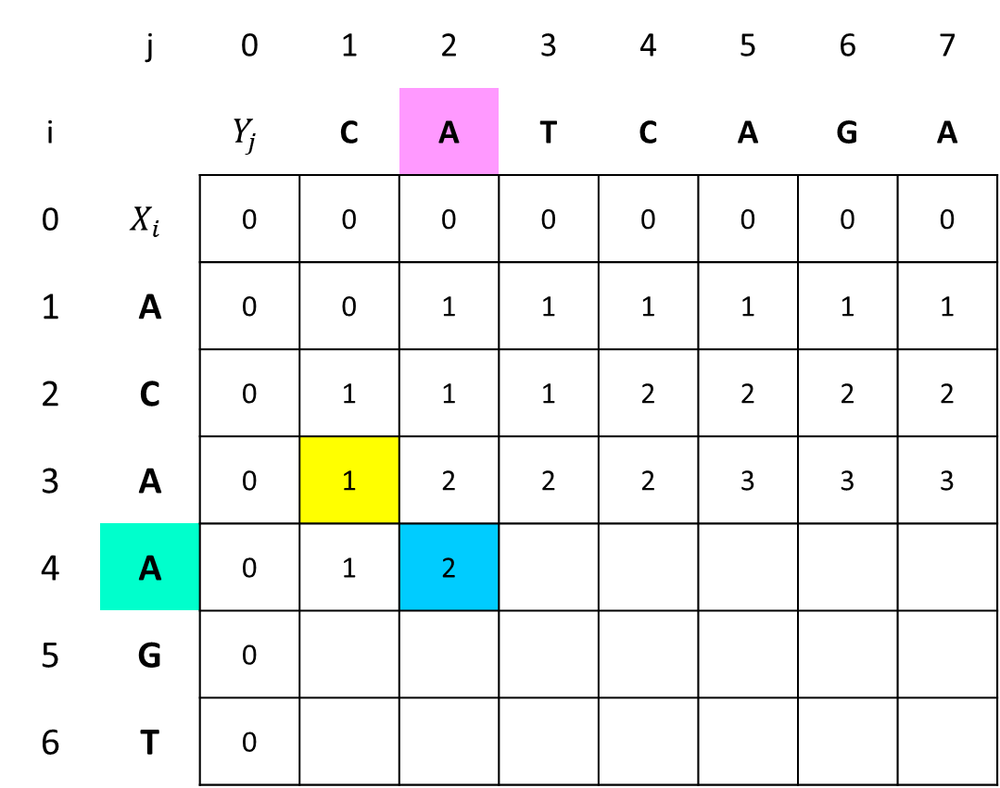 j 0 1 2 3 4 5 6 7
i Yj C A T C A G A
0 Xi 0 0 0 0 0 0 0 0
1 A 0 0 1 1 1 1 1 1
2 C 0 1 1 1 2 2 2 2
3 A 0 1 2 2 2 3 3 3
4 A 0 1 2
5 G 0
6 T 0